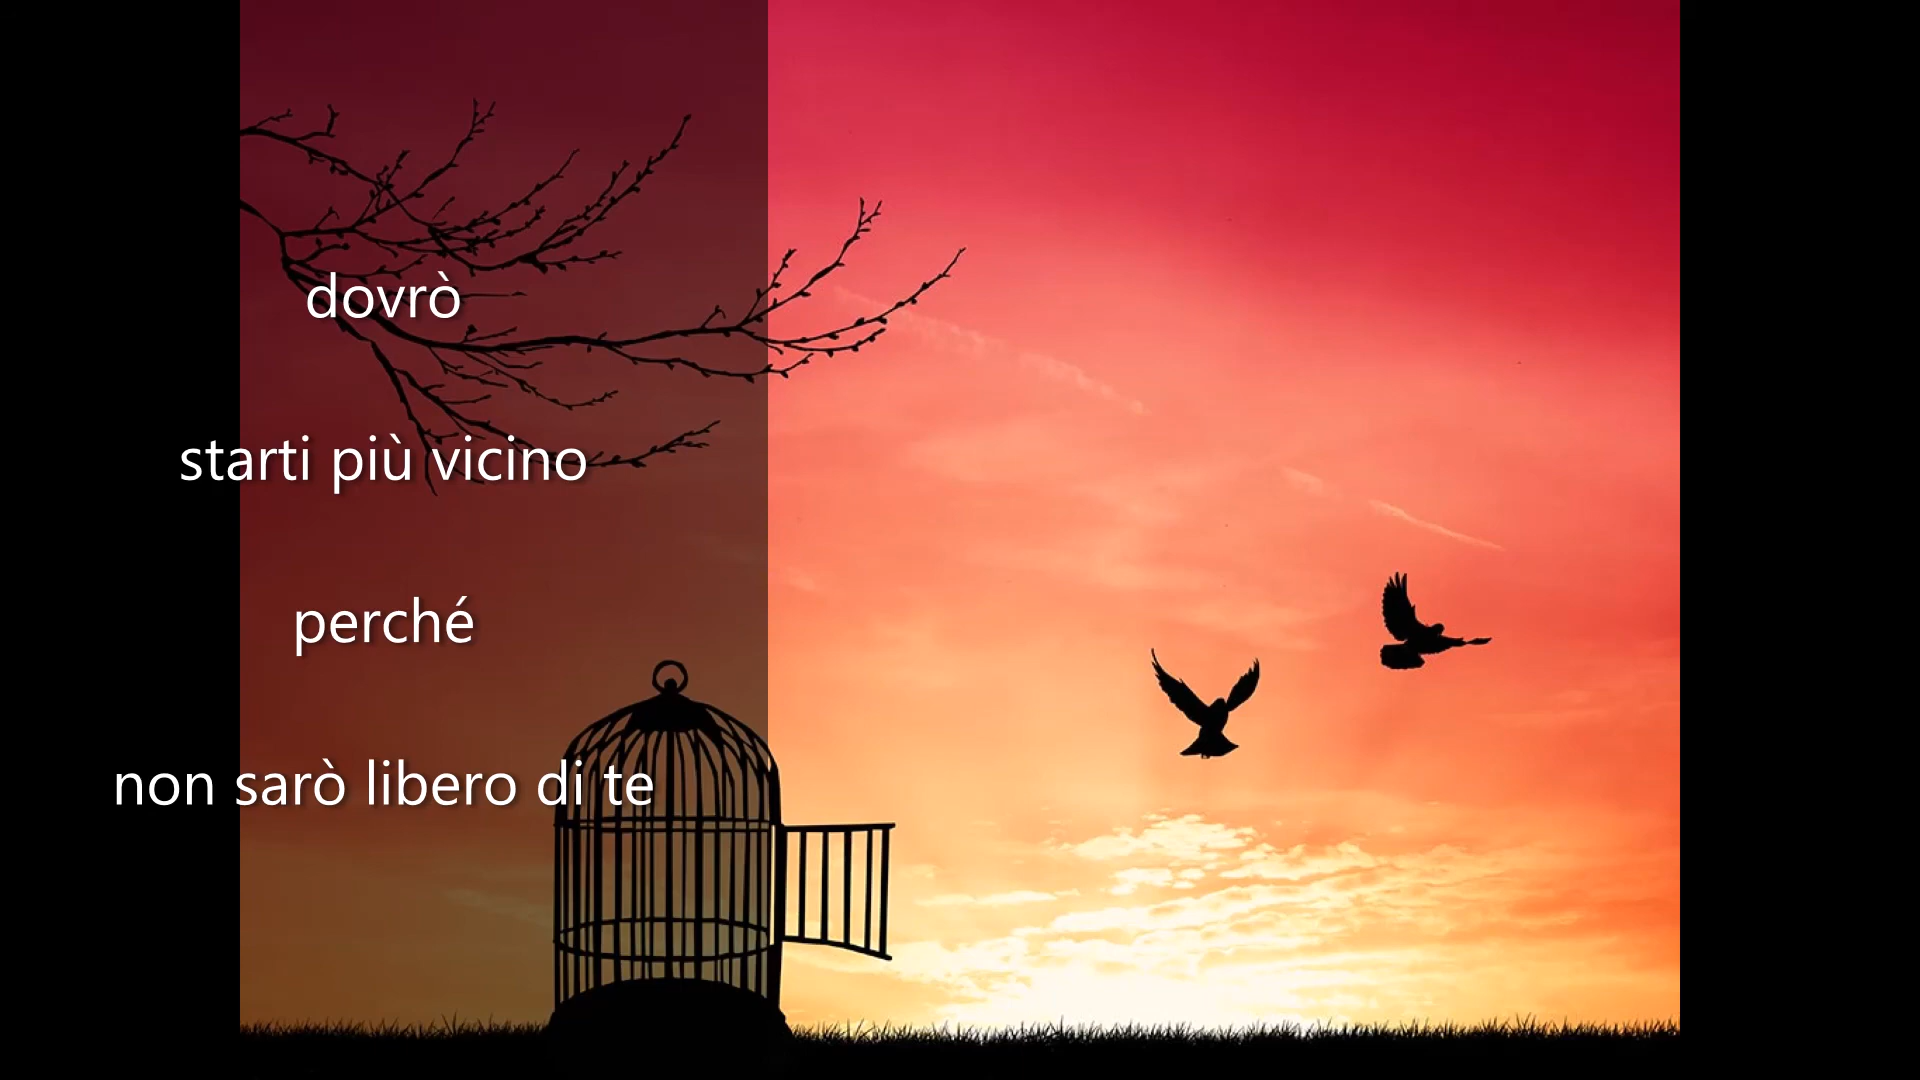 dovrò
starti più vicino
perché
non sarò libero di te